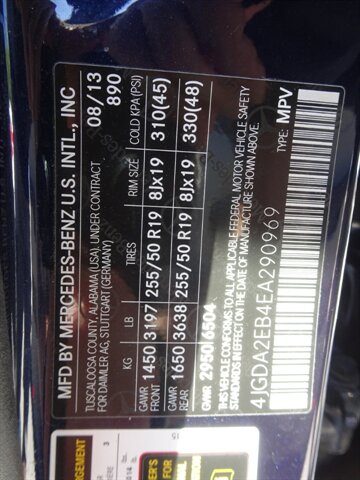 MFD BY MERCEDES-BENZ U.S. INTL., INC
TUSCALOOSA COUNTY, ALABAMA (USA), UNDER CONTRACT 08/13
FOR DAIMLER AG, STUTTGART (GERMANY) 890
KG LB TIRES RIM SIZE COLD KPA (PSI)
GAWR FRONT 1450 3197 255/50 R19 8Jx19 310(45)
GAWR REAR 1650 3638 255/50 R19 8Jx19 330(48)
GVWR 2950 6504
THIS VEHICLE CONFORMS TO ALL APPLICABLE FEDERAL MOTOR VEHICLE SAFETY
STANDARDS IN EFFECT ON THE DATE OF MANUFACTURE SHOWN ABOVE.
4JGDA2EB4EA290969 TYPE: MPV
3
15